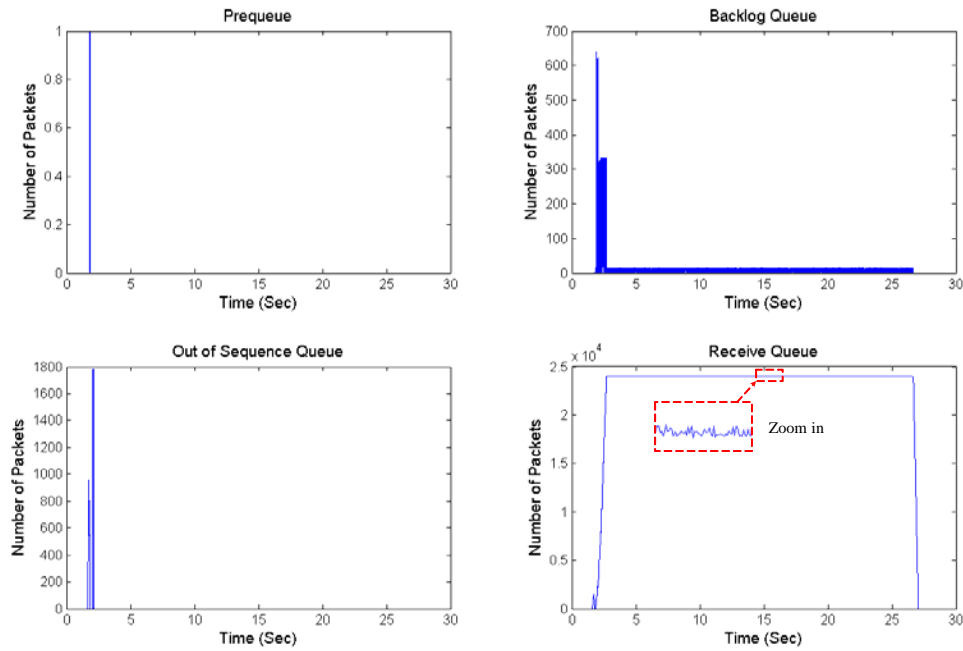 Prequeue
Number of Packets
1
0.8
0.6
0.4
0.2
0
0 5 10 15 20 25 30
Time (Sec)
Backlog Queue
Number of Packets
700
600
500
400
300
200
100
0
0 5 10 15 20 25 30
Time (Sec)
Out of Sequence Queue
Number of Packets
1800
1600
1400
1200
1000
800
600
400
200
0
0 5 10 15 20 25 30
Time (Sec)
Receive Queue
x 10^4
Number of Packets
2.5
2
1.5
1
0.5
0
Zoom in
0 5 10 15 20 25 30
Time (Sec)